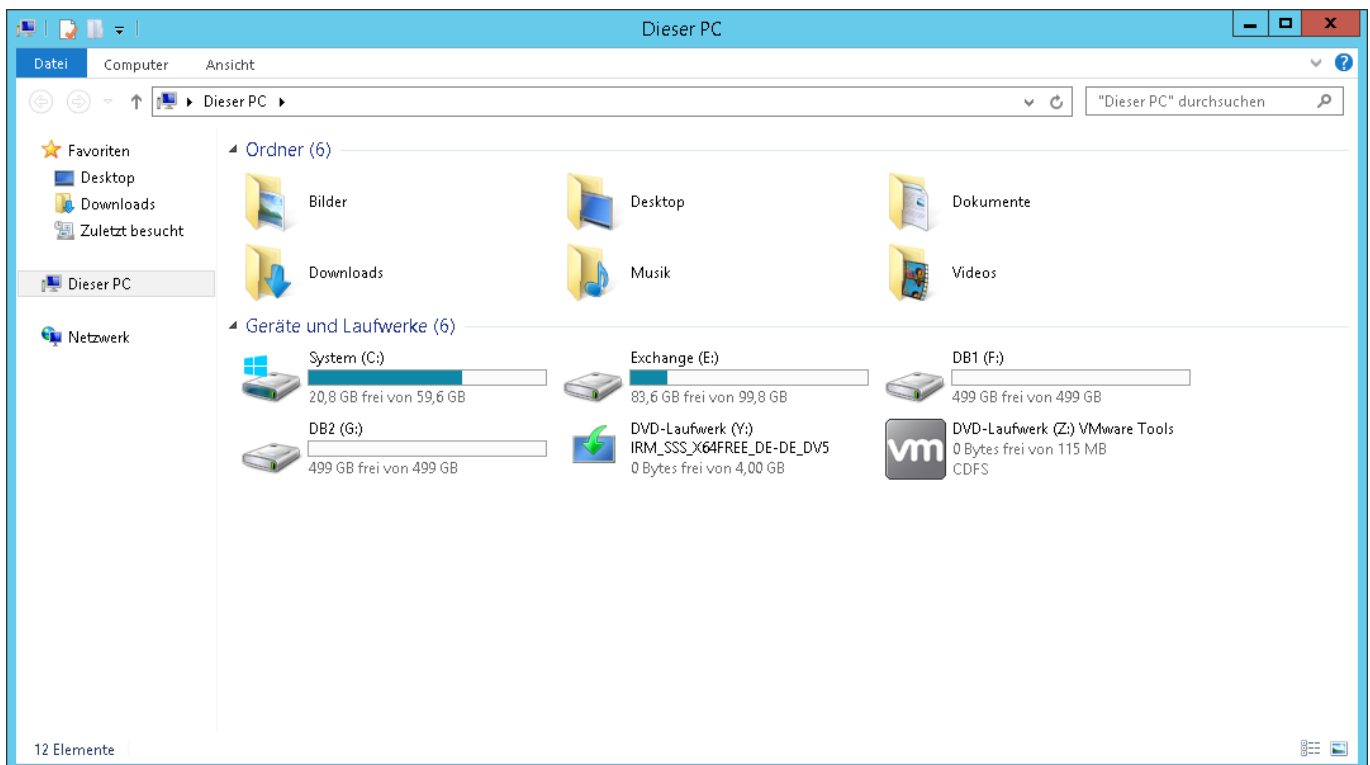 Dieser PC
Datei Computer Ansicht
Dieser PC
"Dieser PC" durchsuchen
Favoriten
Desktop
Downloads
Zuletzt besucht
Dieser PC
Netzwerk
Ordner (6)
Bilder
Desktop
Dokumente
Downloads
Musik
Videos
Geräte und Laufwerke (6)
System (C:)
20,8 GB frei von 59,6 GB
Exchange (E:)
83,6 GB frei von 99,8 GB
DB1 (F:)
499 GB frei von 499 GB
DB2 (G:)
499 GB frei von 499 GB
DVD-Laufwerk (Y:)
IRM_SSS_X64FREE_DE-DE_DV5
0 Bytes frei von 4,00 GB
vm
DVD-Laufwerk (Z:) VMware Tools
0 Bytes frei von 115 MB
CDFS
12 Elemente